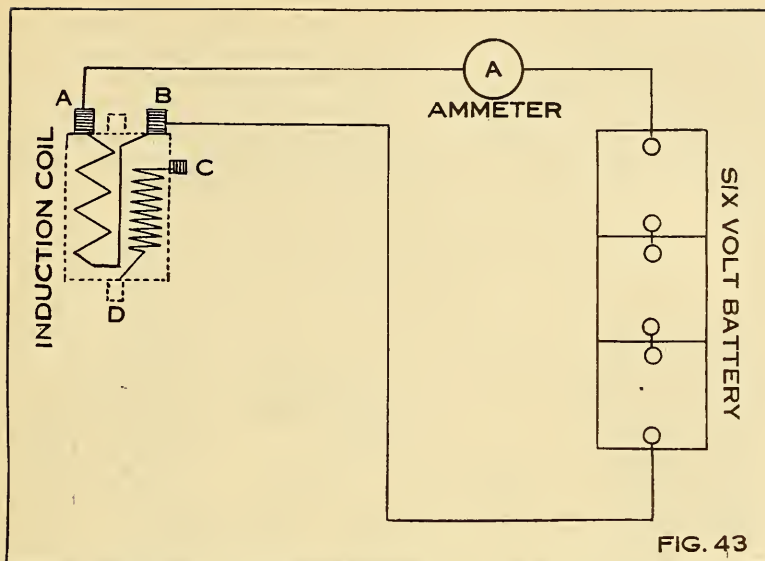 A
AMMETER
A
B
C
D
INDUCTION COIL
SIX VOLT BATTERY
FIG. 43